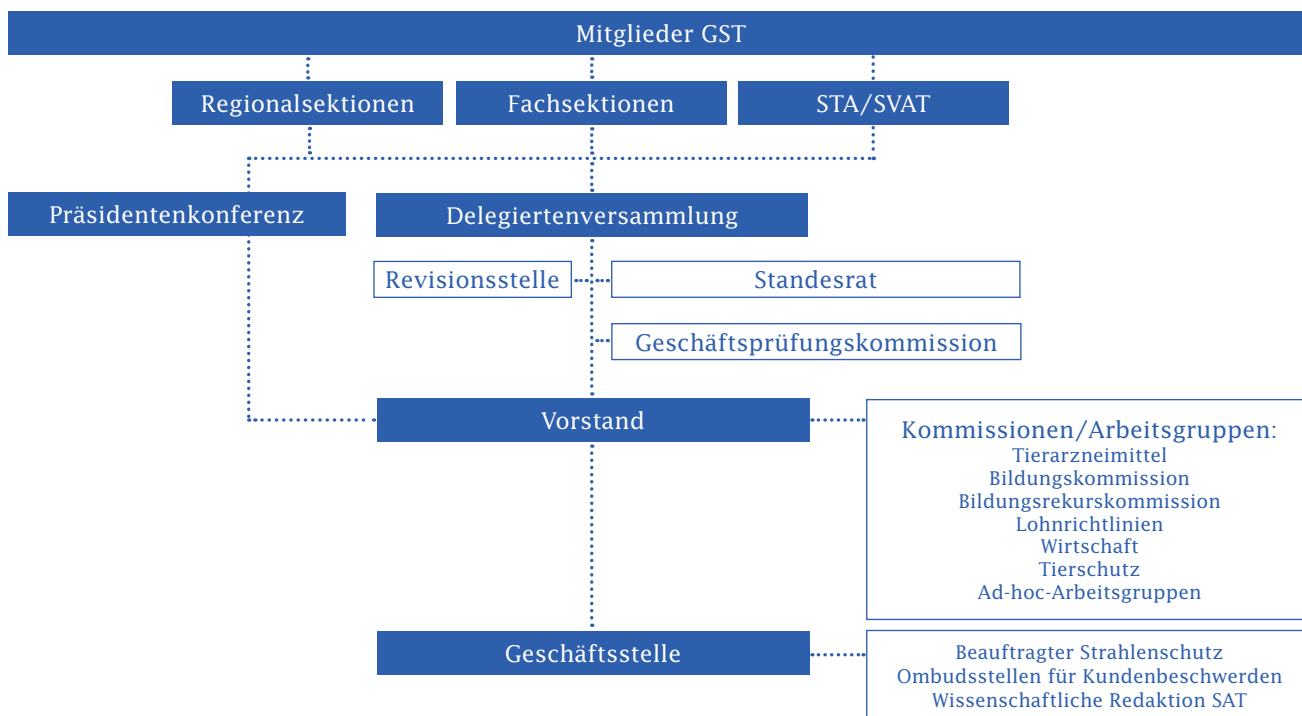 Mitglieder GST
Regionalsektionen
Fachsektionen
STA/SVAT
Präsidentenkonferenz
Delegiertenversammlung
Revisionsstelle
Standesrat
Geschäftsprüfungskommission
Vorstand
Kommissionen/Arbeitsgruppen:
Tierarzneimittel
Bildungskommission
Bildungsrekurskommission
Lohnrichtlinien
Wirtschaft
Tierschutz
Ad-hoc-Arbeitsgruppen
Geschäftsstelle
Beauftragter Strahlenschutz
Ombudsstellen für Kundenbeschwerden
Wissenschaftliche Redaktion SAT